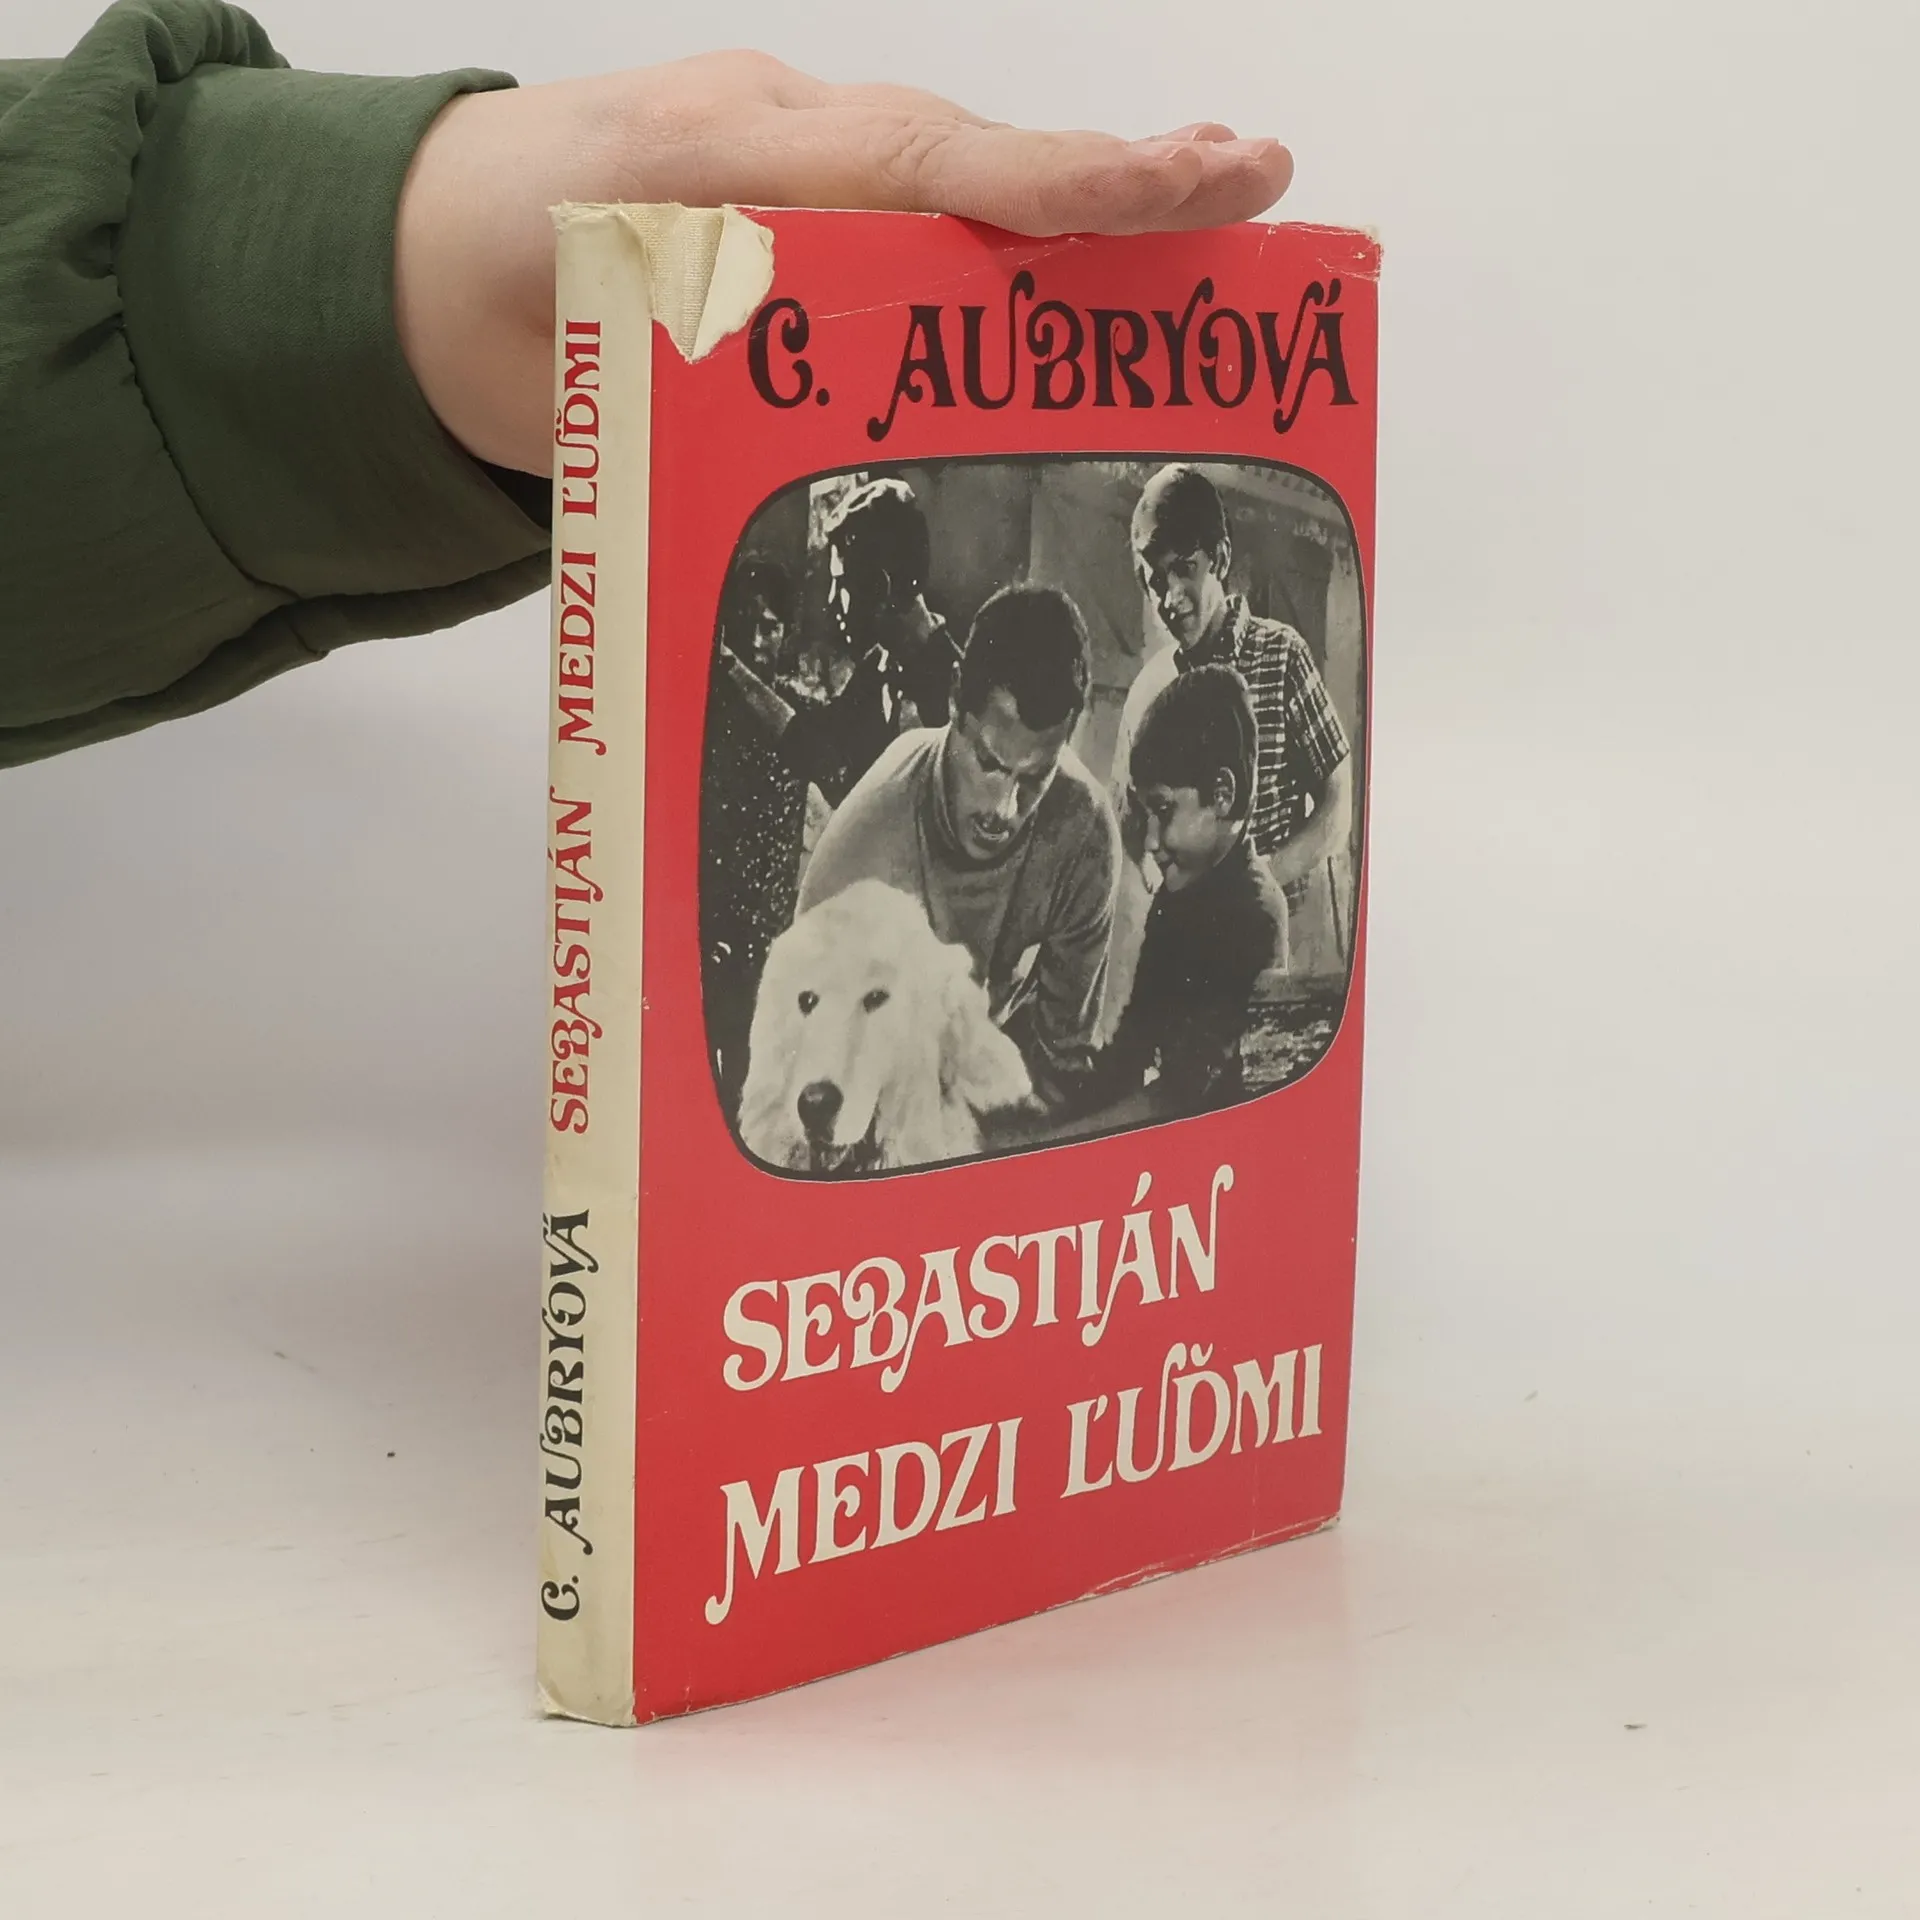 C. AUBRYOVÁ
SEBASTIÁN
MEDZI ĽUĎMI
C. AUBRYOVÁ SEBASTIÁN MEDZI ĽUĎMI